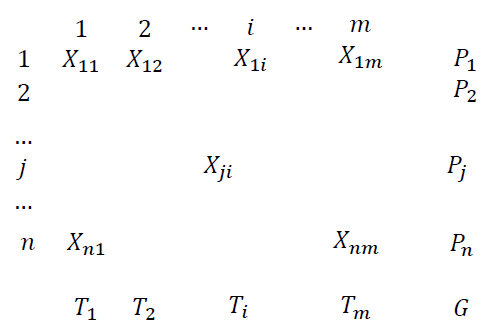 1 2 ... i ... m
1 X₁₁ X₁₂ X₁ᵢ X₁ₘ P₁
2 P₂
...
j Xⱼᵢ Pⱼ
...
n Xₙ₁ Xₙₘ Pₙ
T₁ T₂ Tᵢ Tₘ G